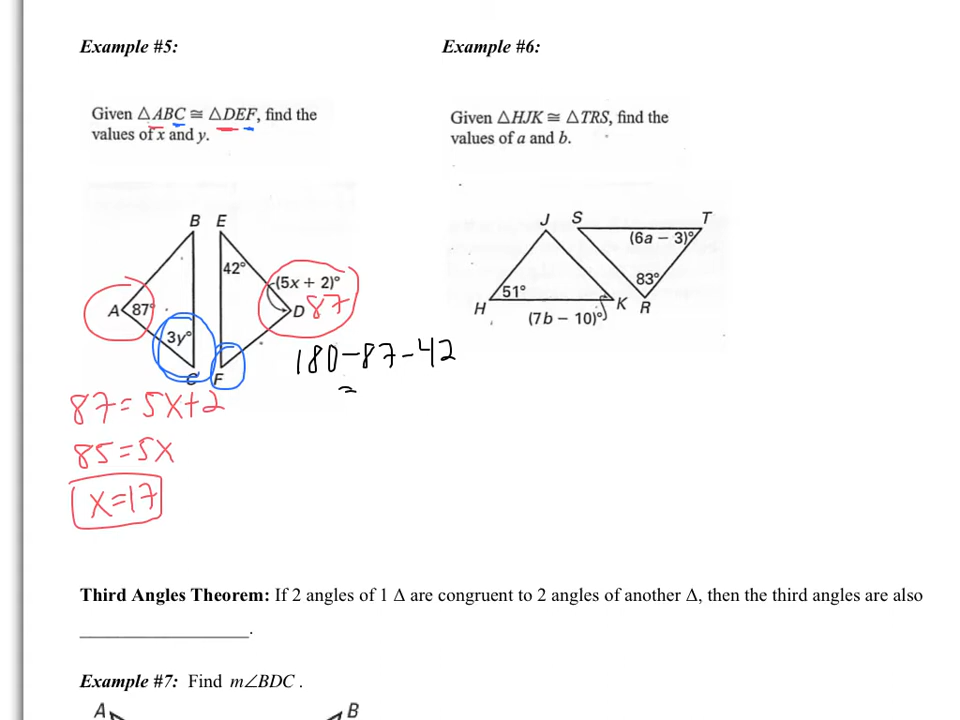 Example #5:
Example #6:
Given △ABC ≅ △DEF, find the
values of x and y.
Given △HJK ≅ △TRS, find the
values of a and b.
B E
42°
(5x + 2)°
A 87°
D 87
3y°
C F
180-87-42
=
87=5x+2
85=5x
x=17
J S T
(6a − 3)°
83°
51°
H K R
(7b − 10)°
Third Angles Theorem: If 2 angles of 1 Δ are congruent to 2 angles of another Δ, then the third angles are also
___________________.
Example #7: Find m∠BDC .
A B